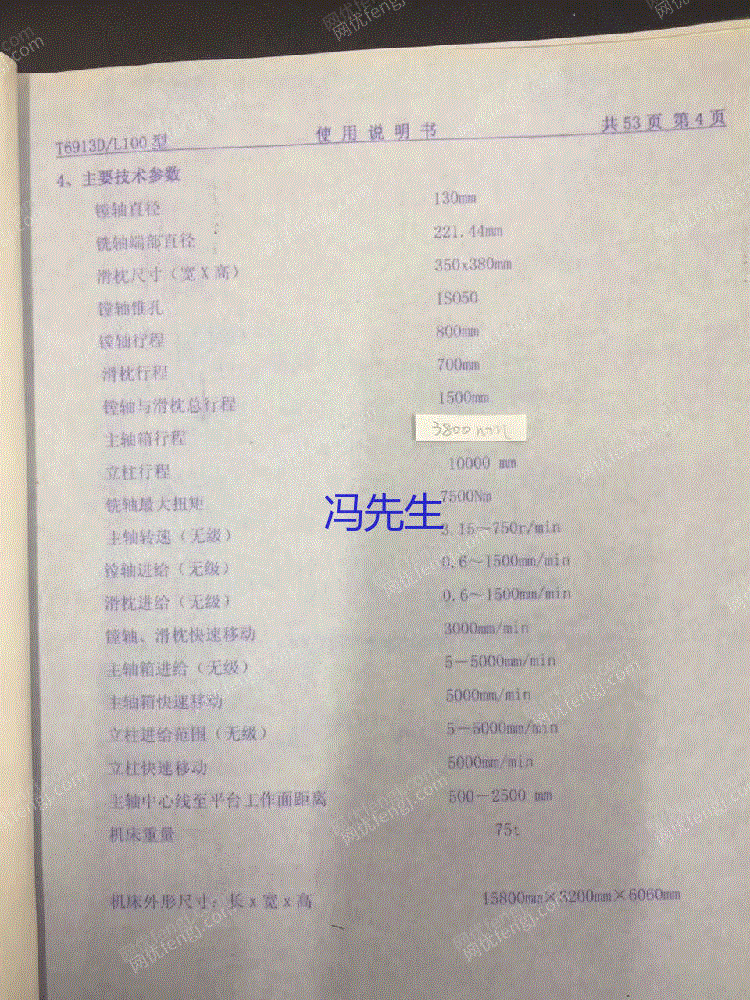 T6913D/L100型 使用说明书 共53页 第4页
4、主要技术参数
镗轴直径 130mm
铣轴端部直径 221.44mm
滑枕尺寸（宽X高） 350x380mm
镗轴锥孔 ISO50
镗轴行程 800mm
滑枕行程 700mm
镗轴与滑枕总行程 1500mm
主轴箱行程 3800mm
立柱行程 10000 mm
铣轴最大扭矩 7500Nm
冯先生
主轴转速（无级） 3.15～750r/min
镗轴进给（无级） 0.6～1500mm/min
滑枕进给（无级） 0.6～1500mm/min
镗轴、滑枕快速移动 3000mm/min
主轴箱进给（无级） 5－5000mm/min
主轴箱快速移动 5000mm/min
立柱进给范围（无级） 5－5000mm/min
立柱快速移动 5000mm/min
主轴中心线至平台工作面距离 500－2500 mm
机床重量 75t
机床外形尺寸：长x宽x高 15800mm×3200mm×6060mm
网优fengj.com